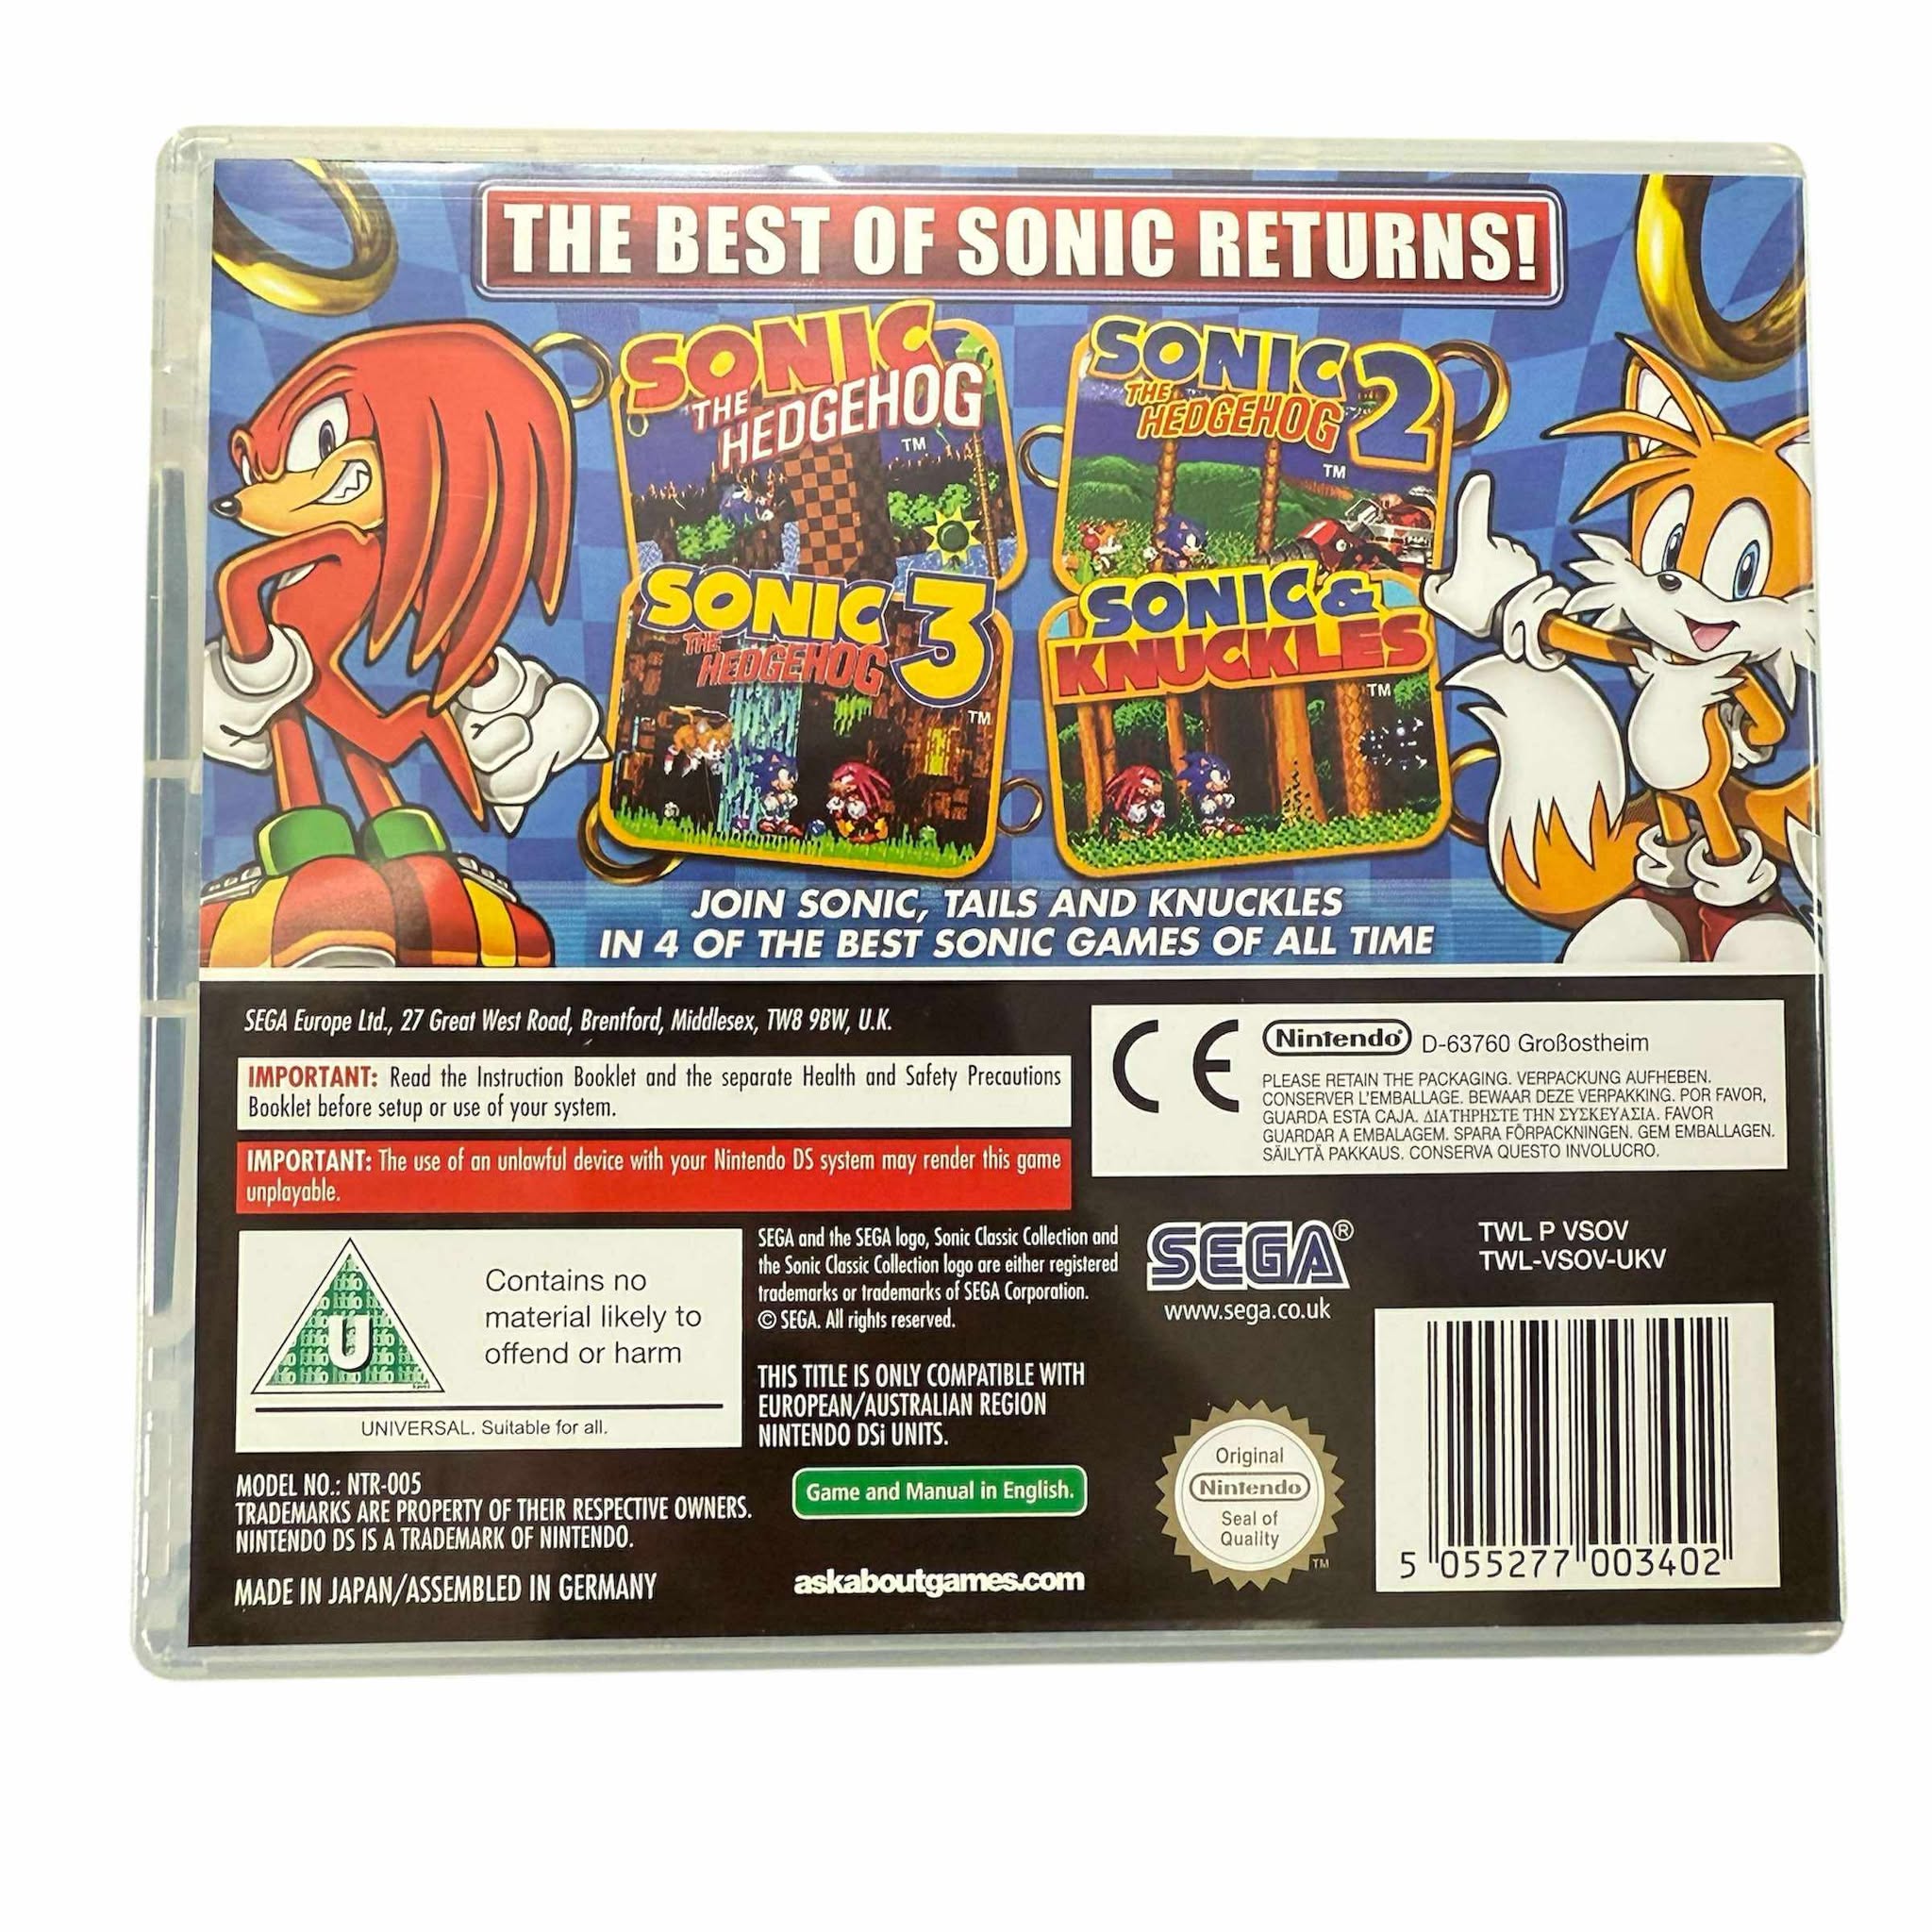 THE BEST OF SONIC RETURNS!
SONIC
THE
HEDGEHOG
TM
SONIC
THE
HEDGEHOG
2
TM
SONIC
THE
HEDGEHOG
3
TM
SONIC &
KNUCKLES
TM
JOIN SONIC, TAILS AND KNUCKLES
IN 4 OF THE BEST SONIC GAMES OF ALL TIME
SEGA Europe Ltd., 27 Great West Road, Brentford, Middlesex, TW8 9BW, U.K.
IMPORTANT: Read the Instruction Booklet and the separate Health and Safety Precautions
Booklet before setup or use of your system.
IMPORTANT: The use of an unlawful device with your Nintendo DS system may render this game
unplayable.
CE
Nintendo® D-63760 Großostheim
PLEASE RETAIN THE PACKAGING. VERPACKUNG AUFHEBEN.
CONSERVER L'EMBALLAGE. BEWAAR DEZE VERPAKKING. POR FAVOR,
GUARDA ESTA CAJA. ΔΙΑΤΗΡΗΣΤΕ ΤΗΝ ΣΥΣΚΕΥΑΣΙΑ. FAVOR
GUARDAR A EMBALAGEM. SPARA FÖRPACKNINGEN. GEM EMBALLAGEN.
SÄILYTÄ PAKKAUS. CONSERVA QUESTO INVOLUCRO.
U
Contains no
material likely to
offend or harm
UNIVERSAL. Suitable for all.
SEGA and the SEGA logo, Sonic Classic Collection and
the Sonic Classic Collection logo are either registered
trademarks or trademarks of SEGA Corporation.
© SEGA. All rights reserved.
THIS TITLE IS ONLY COMPATIBLE WITH
EUROPEAN/AUSTRALIAN REGION
NINTENDO DSi UNITS.
Game and Manual in English.
askaboutgames.com
MODEL NO.: NTR-005
TRADEMARKS ARE PROPERTY OF THEIR RESPECTIVE OWNERS.
NINTENDO DS IS A TRADEMARK OF NINTENDO.
MADE IN JAPAN/ASSEMBLED IN GERMANY
SEGA®
www.sega.co.uk
TWL P VSOV
TWL-VSOV-UKV
Original
Nintendo
Seal of
Quality
TM
5 055277 003402